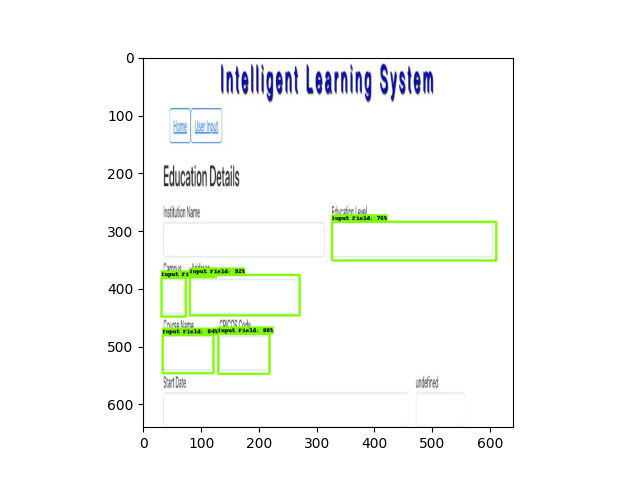 0
Intelligent Learning System
100
Home
User Input
200
Education Details
Institution Name
Education Level
Input Field: 76%
300
Campus
Address
Input Field: 92%
Input Fi
400
Course Name
CRICOS Code
Input Field: 84%
Input Field: 88%
500
Start Date
undefined
600
0 100 200 300 400 500 600